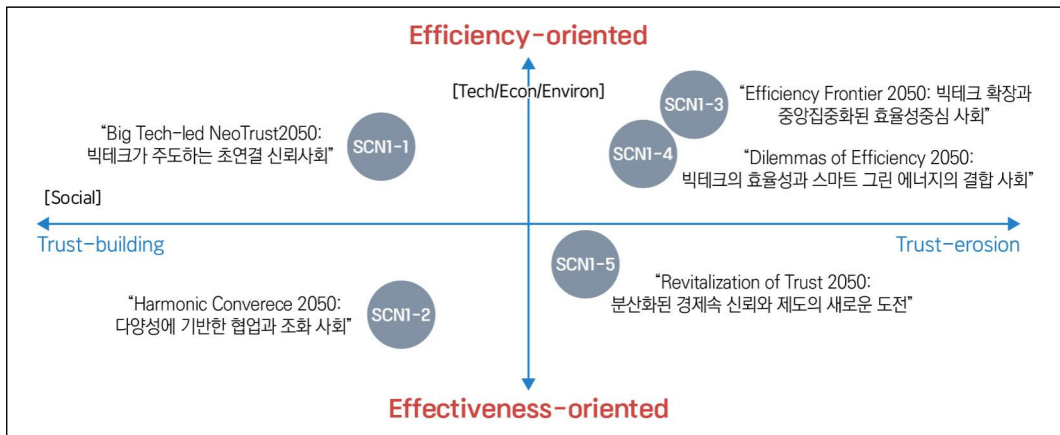 Efficiency-oriented
[Tech/Econ/Environ]
SCN1-3
“Efficiency Frontier 2050: 빅테크 확장과
중앙집중화된 효율성중심 사회”
“Big Tech-led NeoTrust2050:
빅테크가 주도하는 초연결 신뢰사회”
SCN1-1
SCN1-4
“Dilemmas of Efficiency 2050:
빅테크의 효율성과 스마트 그린 에너지의 결합 사회”
[Social]
Trust-building
Trust-erosion
SCN1-5
“Revitalization of Trust 2050:
분산화된 경제속 신뢰와 제도의 새로운 도전”
“Harmonic Converece 2050:
다양성에 기반한 협업과 조화 사회”
SCN1-2
Effectiveness-oriented